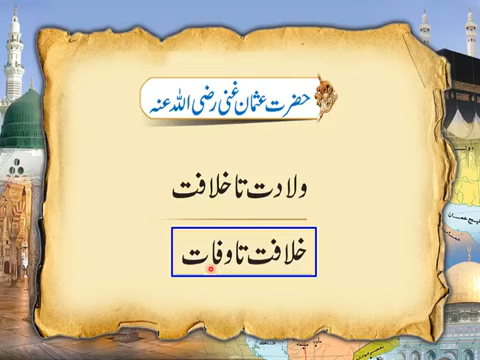 حضرت عثمان غنی رضی اللہ عنہ
ولادت تا خلافت
خلافت تا وفات